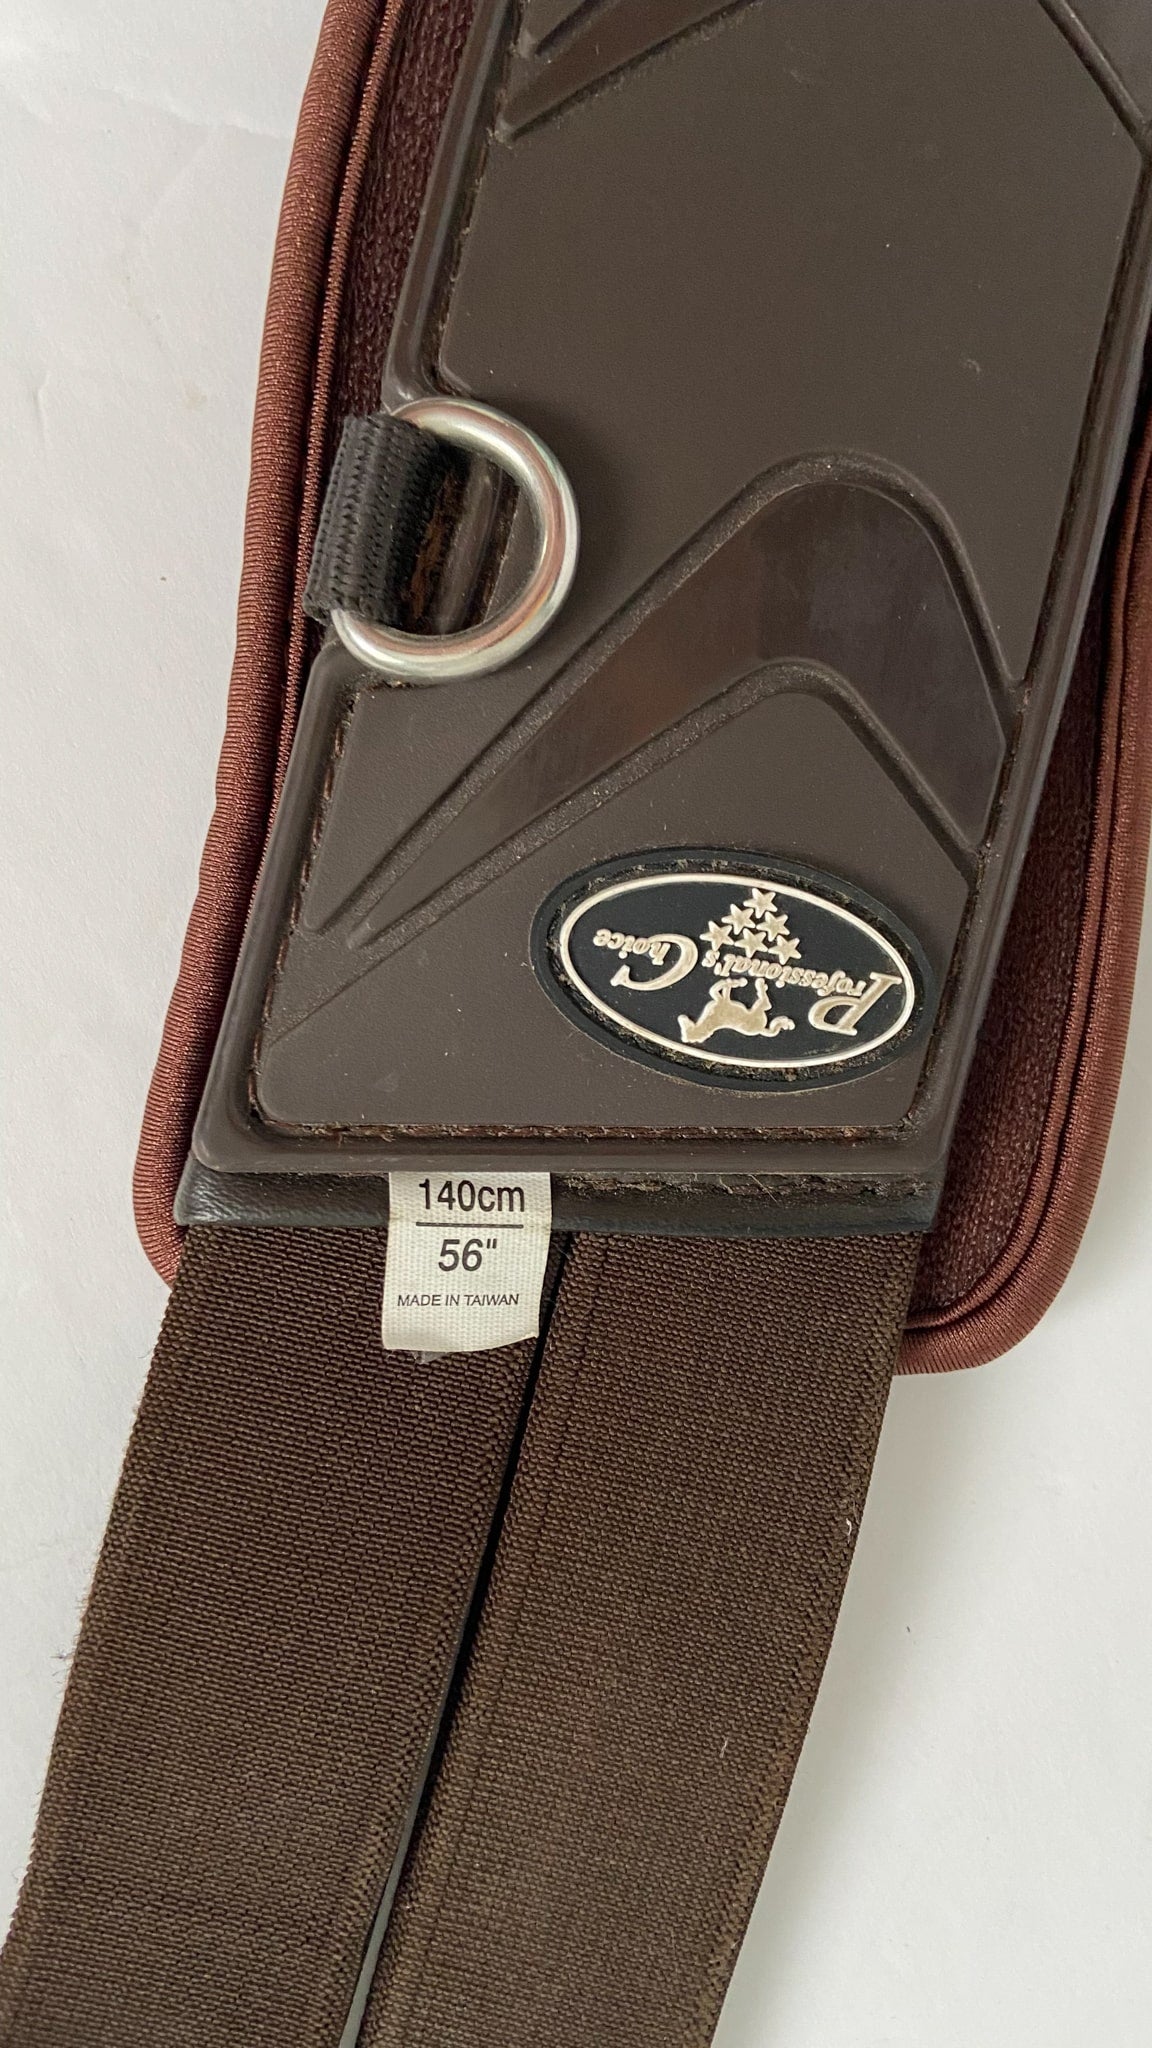 Professional's
Choice
140cm
56"
MADE IN TAIWAN